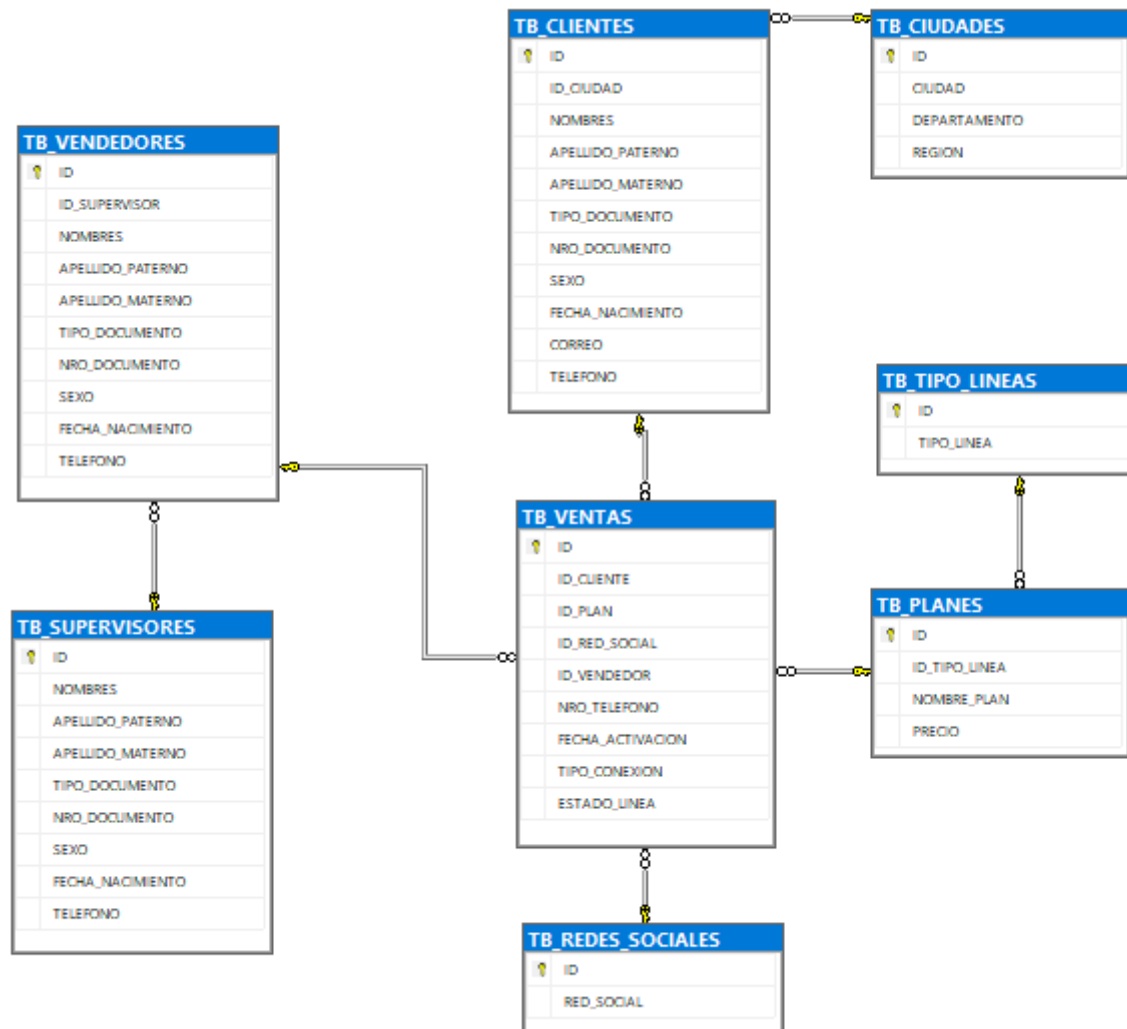 TB_CLIENTES
ID
ID_CIUDAD
NOMBRES
APELLIDO_PATERNO
APELLIDO_MATERNO
TIPO_DOCUMENTO
NRO_DOCUMENTO
SEXO
FECHA_NACIMIENTO
CORREO
TELEFONO
TB_CIUDADES
ID
CIUDAD
DEPARTAMENTO
REGION
TB_VENDEDORES
ID
ID_SUPERVISOR
NOMBRES
APELLIDO_PATERNO
APELLIDO_MATERNO
TIPO_DOCUMENTO
NRO_DOCUMENTO
SEXO
FECHA_NACIMIENTO
TELEFONO
TB_TIPO_LINEAS
ID
TIPO_LINEA
TB_VENTAS
ID
ID_CLIENTE
ID_PLAN
ID_RED_SOCIAL
ID_VENDEDOR
NRO_TELEFONO
FECHA_ACTIVACION
TIPO_CONEXION
ESTADO_LINEA
TB_PLANES
ID
ID_TIPO_LINEA
NOMBRE_PLAN
PRECIO
TB_SUPERVISORES
ID
NOMBRES
APELLIDO_PATERNO
APELLIDO_MATERNO
TIPO_DOCUMENTO
NRO_DOCUMENTO
SEXO
FECHA_NACIMIENTO
TELEFONO
TB_REDES_SOCIALES
ID
RED_SOCIAL